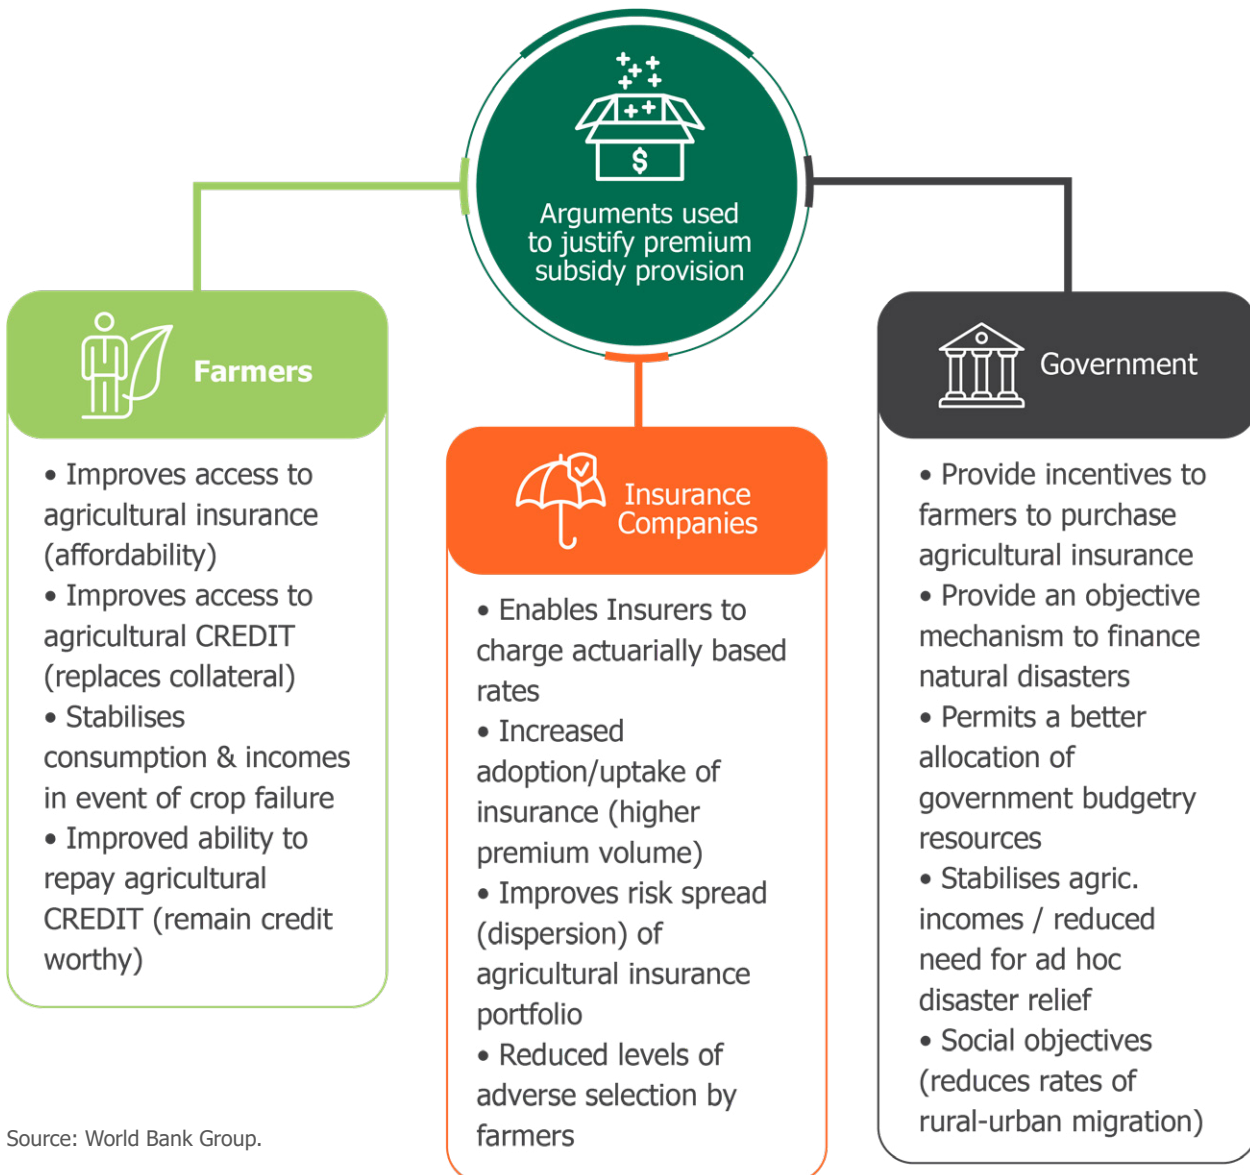 Arguments used
to justify premium
subsidy provision
Farmers
• Improves access to
agricultural insurance
(affordability)
• Improves access to
agricultural CREDIT
(replaces collateral)
• Stabilises
consumption & incomes
in event of crop failure
• Improved ability to
repay agricultural
CREDIT (remain credit
worthy)
Insurance
Companies
• Enables Insurers to
charge actuarially based
rates
• Increased
adoption/uptake of
insurance (higher
premium volume)
• Improves risk spread
(dispersion) of
agricultural insurance
portfolio
• Reduced levels of
adverse selection by
farmers
Government
• Provide incentives to
farmers to purchase
agricultural insurance
• Provide an objective
mechanism to finance
natural disasters
• Permits a better
allocation of
government budgetry
resources
• Stabilises agric.
incomes / reduced
need for ad hoc
disaster relief
• Social objectives
(reduces rates of
rural-urban migration)
Source: World Bank Group.